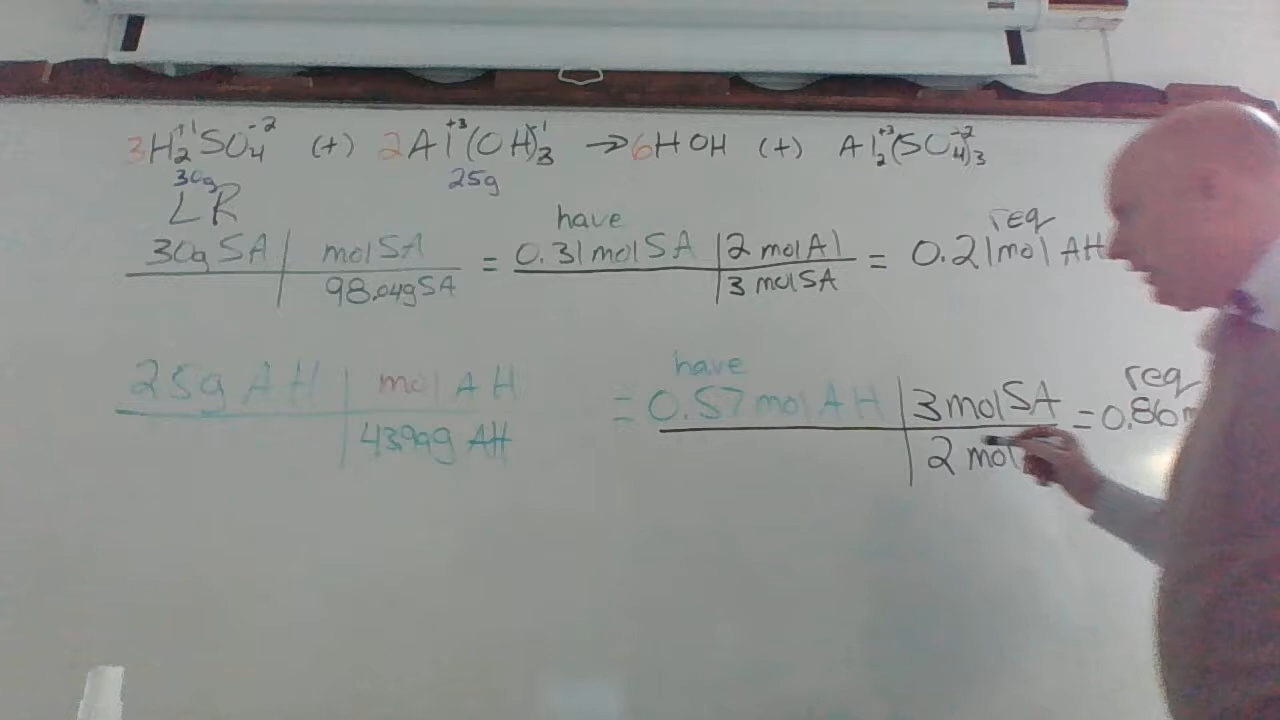 3H₂⁺¹SO₄⁻² (+) 2Al⁺³(OH)₃⁻¹ → 6HOH (+) Al₂⁺³(SO₄)₃⁻²
30g 25g
LR
have req
30g SA | mol SA = 0.31 mol SA | 2 mol Al = 0.21 mol AH
98.04g SA 3 mol SA
have req
25g AH | mol AH = 0.57 mol AH | 3 mol SA = 0.86
43.99g AH 2 mol